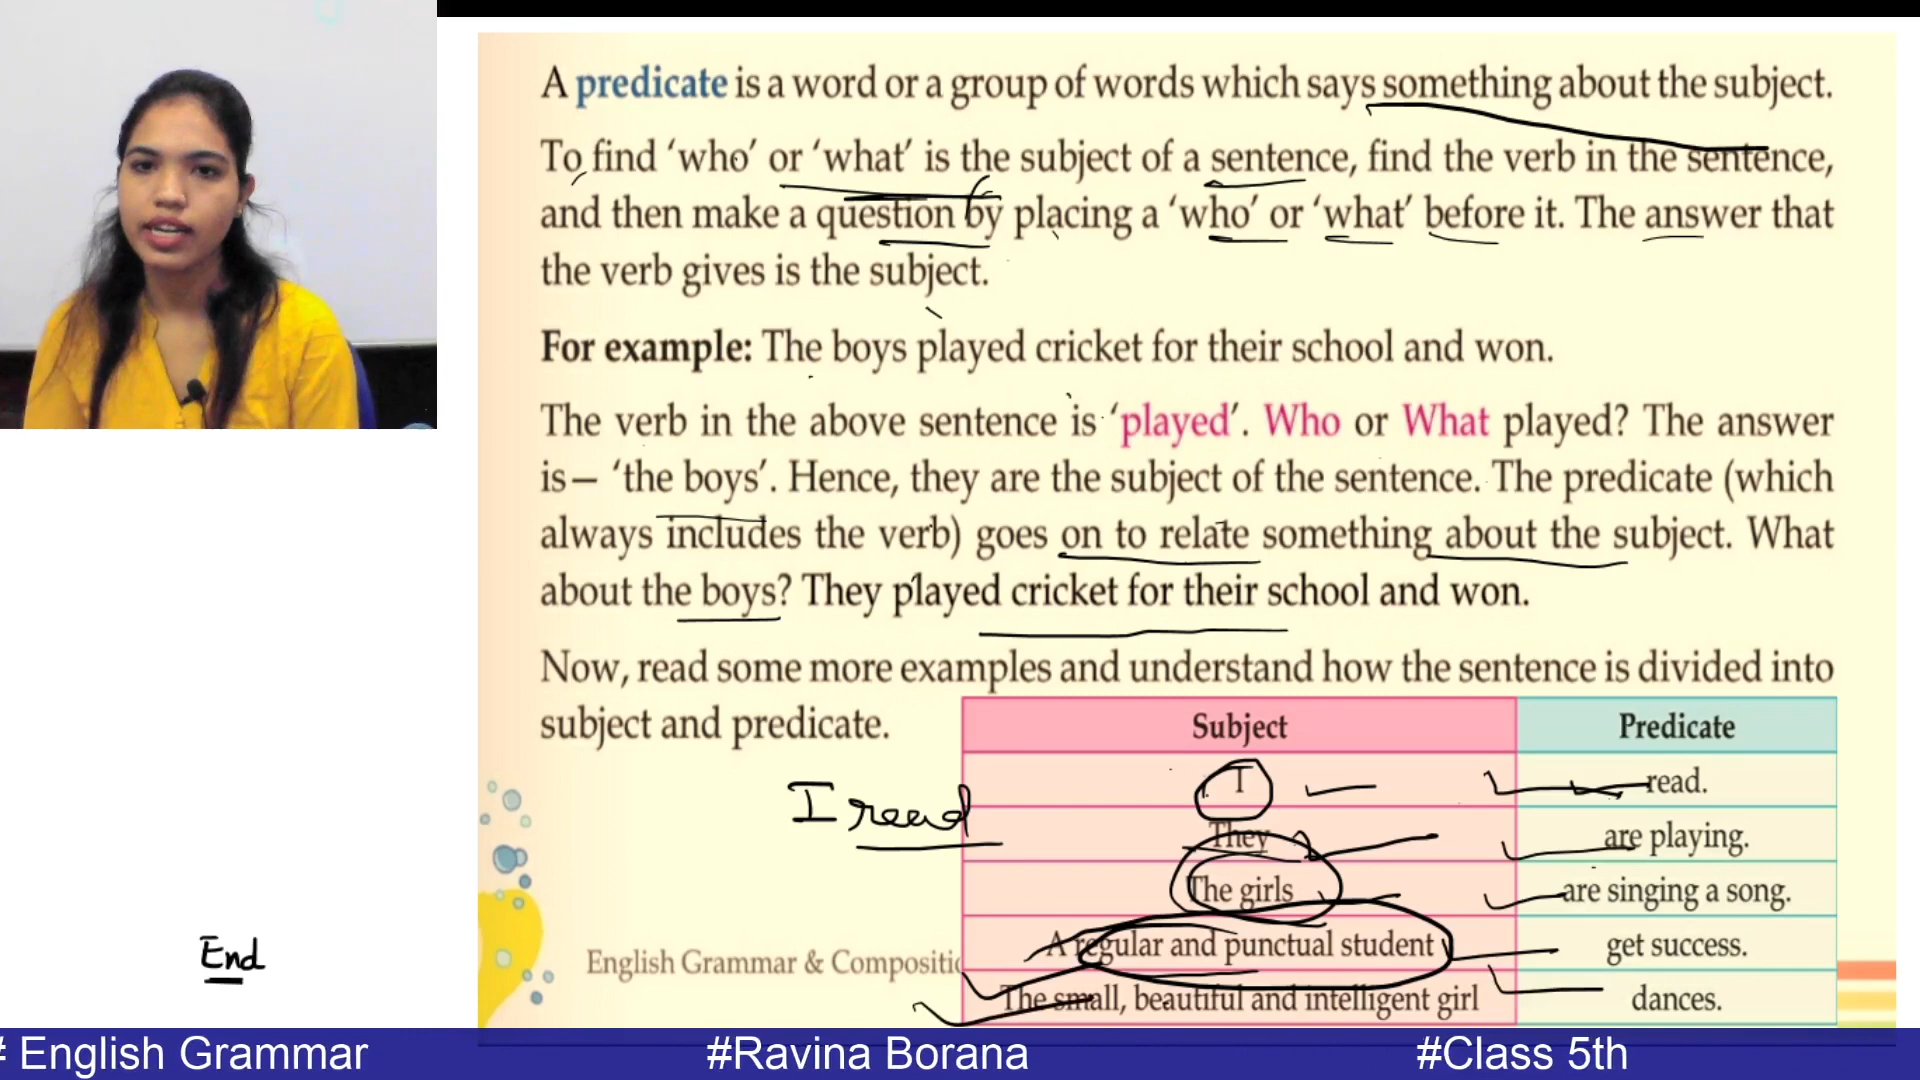 A predicate is a word or a group of words which says something about the subject.
To find ‘who’ or ‘what’ is the subject of a sentence, find the verb in the sentence,
and then make a question by placing a ‘who’ or ‘what’ before it. The answer that
the verb gives is the subject.
For example: The boys played cricket for their school and won.
The verb in the above sentence is ‘played’. Who or What played? The answer
is— ‘the boys’. Hence, they are the subject of the sentence. The predicate (which
always includes the verb) goes on to relate something about the subject. What
about the boys? They played cricket for their school and won.
Now, read some more examples and understand how the sentence is divided into
subject and predicate.
Subject Predicate
I read.
I read
They are playing.
The girls are singing a song.
A regular and punctual student get success.
The small, beautiful and intelligent girl dances.
English Grammar & Compositio
End
# English Grammar #Ravina Borana #Class 5th